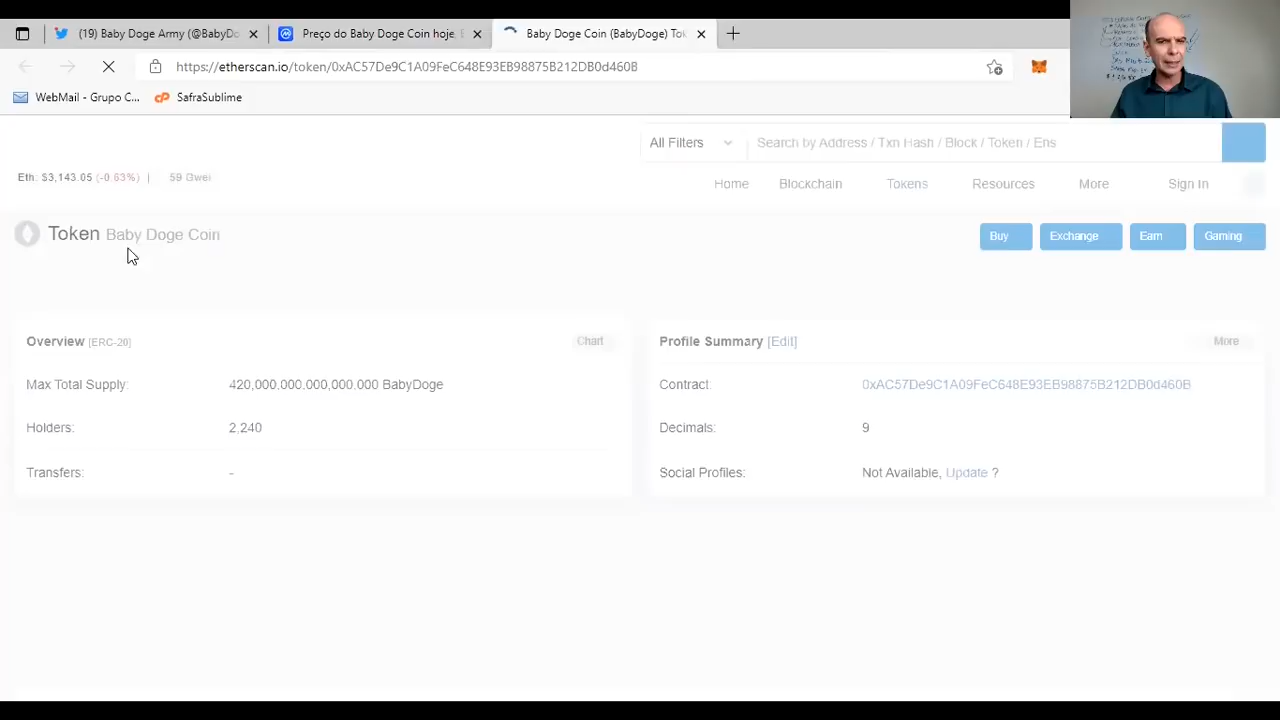 (19) Baby Doge Army (@BabyDo
Preço do Baby Doge Coin hoje,
Baby Doge Coin (BabyDoge) Tok
https://etherscan.io/token/0xAC57De9C1A09FeC648E93EB98875B212DB0d460B
WebMail - Grupo C...
SafraSublime
All Filters
Search by Address / Txn Hash / Block / Token / Ens
Eth: $3,143.05 (-0.63%) |
59 Gwei
Home
Blockchain
Tokens
Resources
More
Sign In
Token Baby Doge Coin
Buy
Exchange
Earn
Gaming
Overview [ERC-20]
Chart
Max Total Supply:
420,000,000,000,000,000 BabyDoge
Holders:
2,240
Transfers:
-
Profile Summary [Edit]
More
Contract:
0xAC57De9C1A09FeC648E93EB98875B212DB0d460B
Decimals:
9
Social Profiles:
Not Available, Update ?